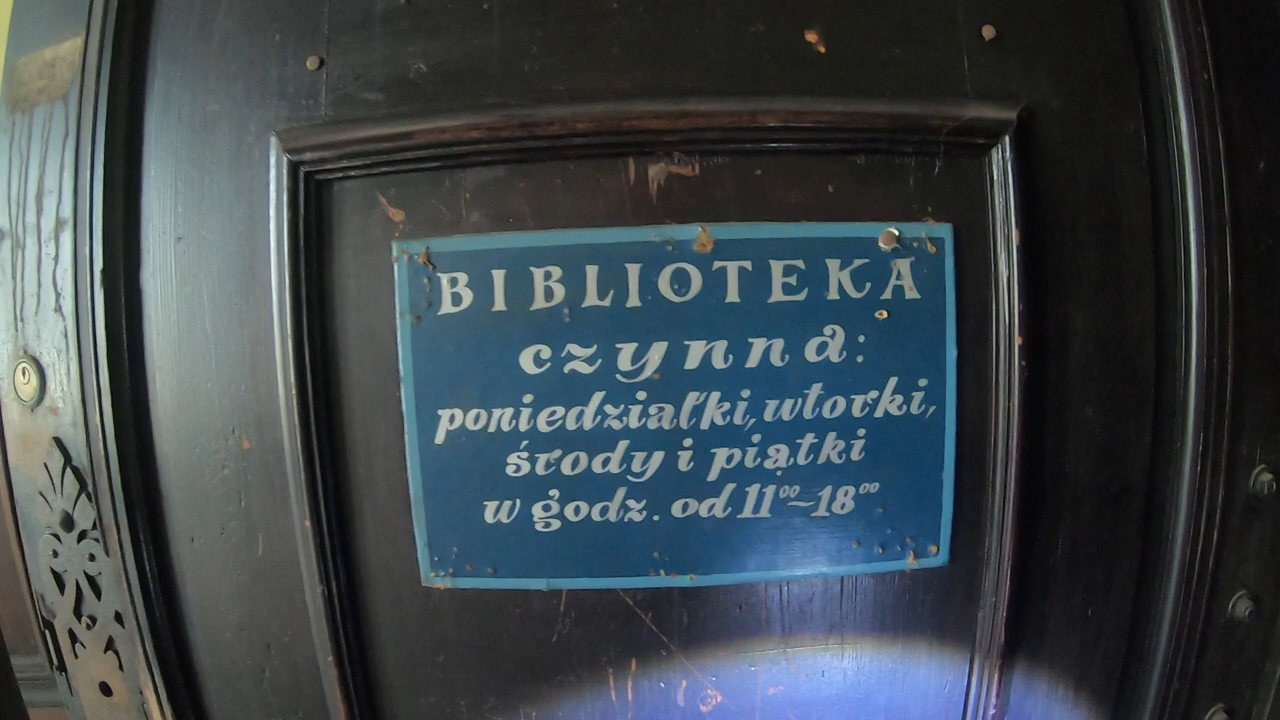 BIBLIOTEKA
czynna:
poniedziałki, wtorki,
środy i piątki
w godz. od 11⁰⁰-18⁰⁰